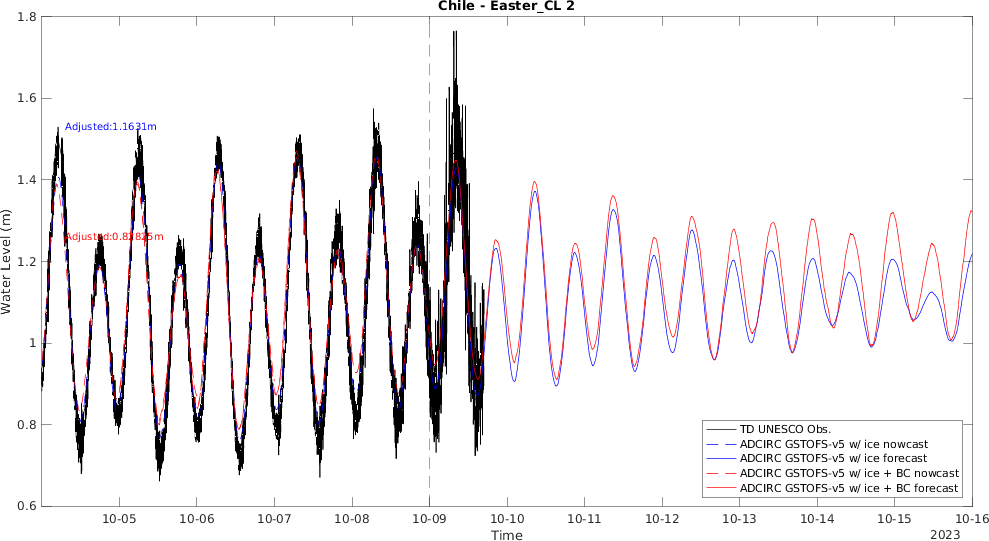 Chile - Easter_CL 2
1.8
1.6
1.4
1.2
1
0.8
0.6
Water Level (m)
Adjusted:1.1631m
Adjusted:0.82825m
TD UNESCO Obs.
ADCIRC GSTOFS-v5 w/ ice nowcast
ADCIRC GSTOFS-v5 w/ ice forecast
ADCIRC GSTOFS-v5 w/ ice + BC nowcast
ADCIRC GSTOFS-v5 w/ ice + BC forecast
10-05 10-06 10-07 10-08 10-09 10-10 10-11 10-12 10-13 10-14 10-15 10-16
Time
2023